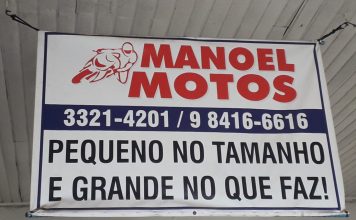 MANOEL
MOTOS
3321-4201 / 9 8416-6616
PEQUENO NO TAMANHO
E GRANDE NO QUE FAZ!